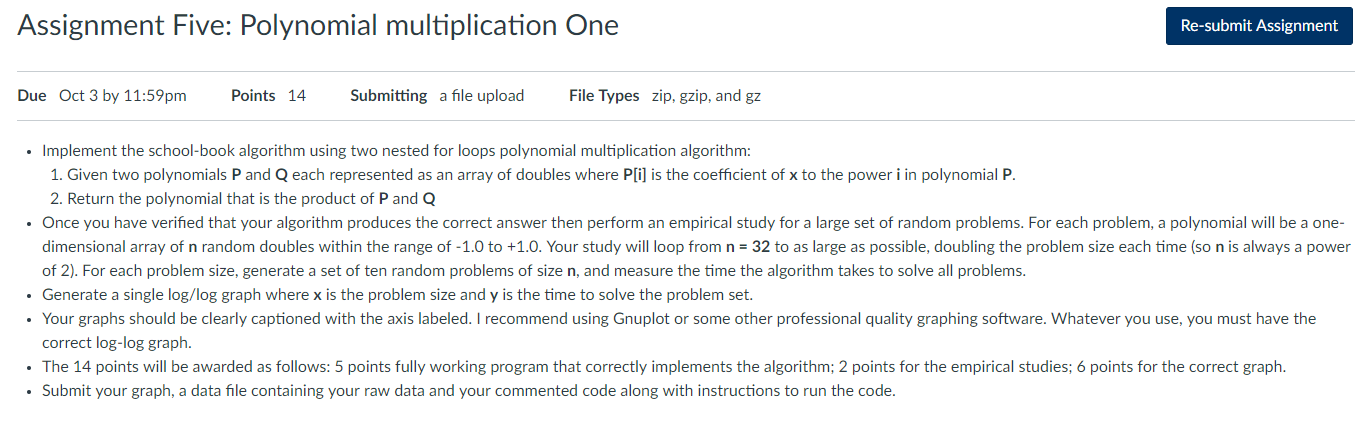 Assignment Five: Polynomial multiplication One
Re-submit Assignment
Due Oct 3 by 11:59pm Points 14 Submitting a file upload File Types zip, gzip, and gz
• Implement the school-book algorithm using two nested for loops polynomial multiplication algorithm:
1. Given two polynomials P and Q each represented as an array of doubles where P[i] is the coefficient of x to the power i in polynomial P.
2. Return the polynomial that is the product of P and Q
• Once you have verified that your algorithm produces the correct answer then perform an empirical study for a large set of random problems. For each problem, a polynomial will be a one-
dimensional array of n random doubles within the range of -1.0 to +1.0. Your study will loop from n = 32 to as large as possible, doubling the problem size each time (so n is always a power
of 2). For each problem size, generate a set of ten random problems of size n, and measure the time the algorithm takes to solve all problems.
• Generate a single log/log graph where x is the problem size and y is the time to solve the problem set.
• Your graphs should be clearly captioned with the axis labeled. I recommend using Gnuplot or some other professional quality graphing software. Whatever you use, you must have the
correct log-log graph.
• The 14 points will be awarded as follows: 5 points fully working program that correctly implements the algorithm; 2 points for the empirical studies; 6 points for the correct graph.
• Submit your graph, a data file containing your raw data and your commented code along with instructions to run the code.